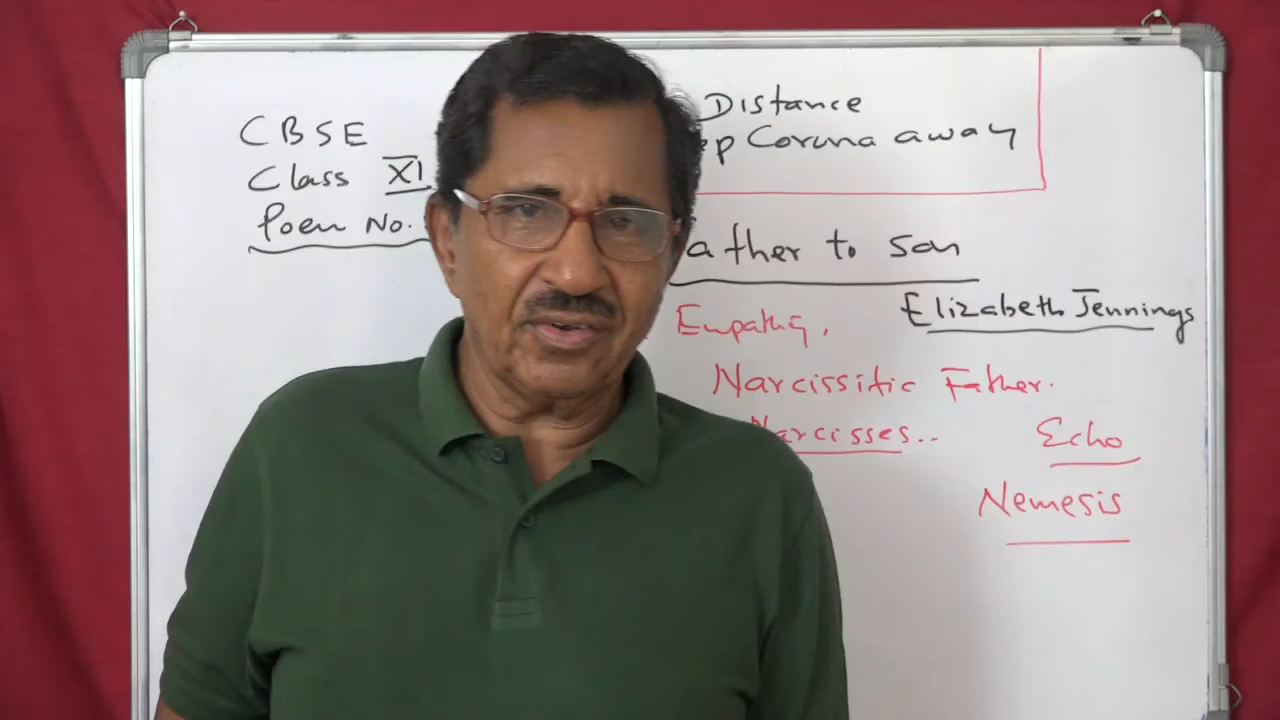 CBSE
Class XI
Poem No.
Distance
ep Corona away
ather to son
Elizabeth Jennings
Empathy,
Narcissitic Father.
Narcisses..
Echo
Nemesis